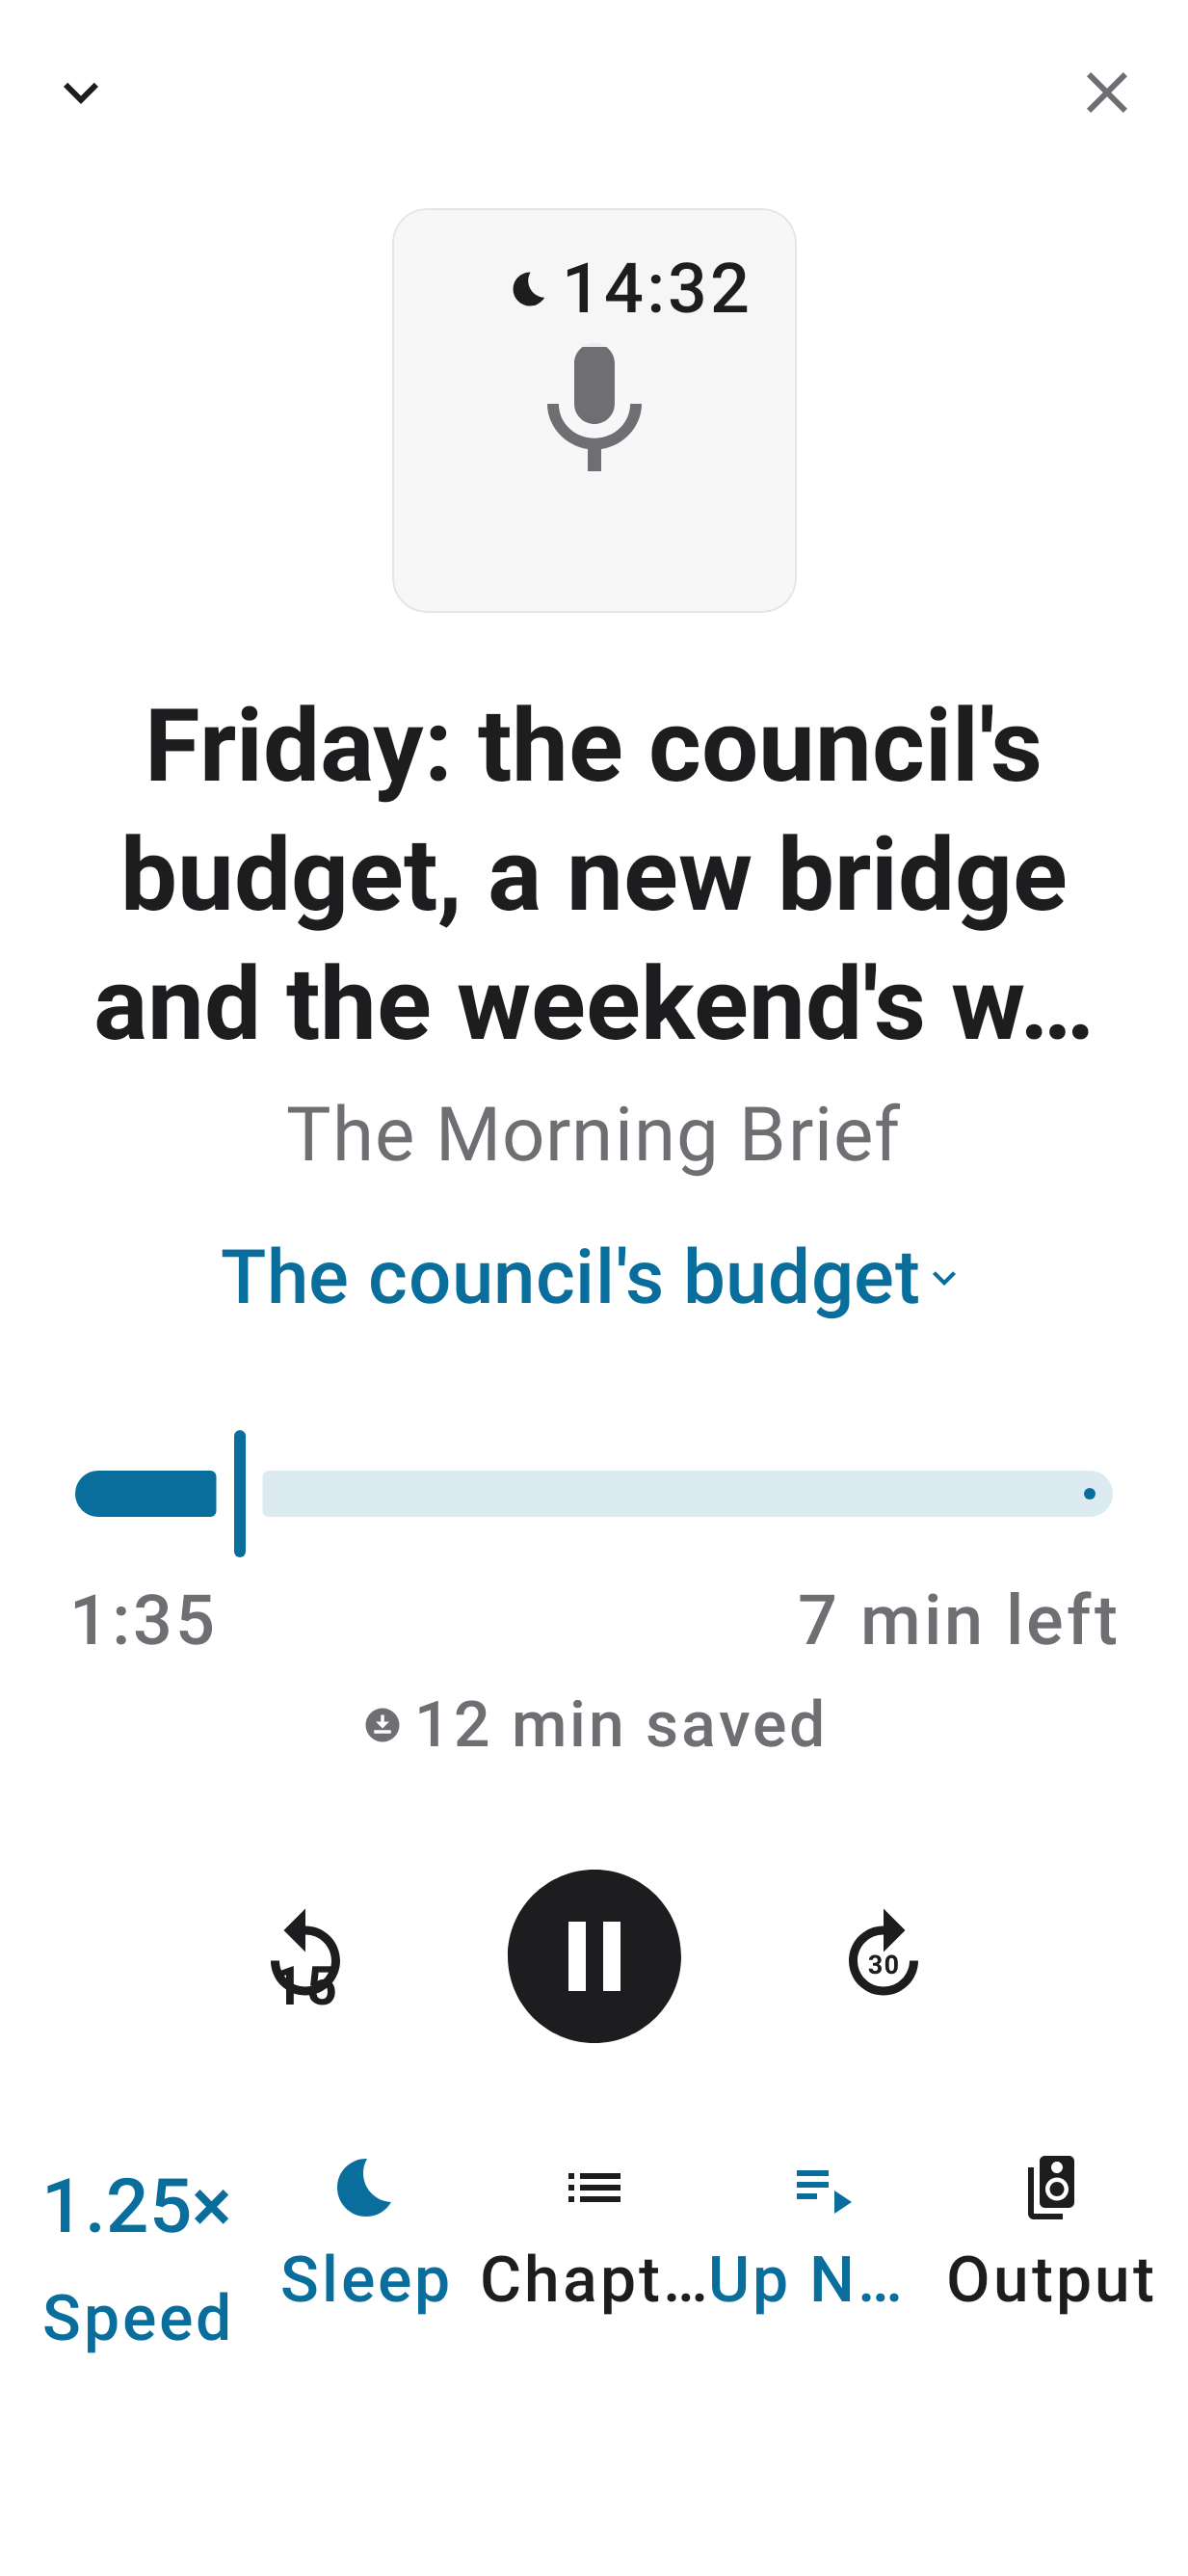 14:32
Friday: the council's
budget, a new bridge
and the weekend's w...
The Morning Brief
The council's budget
1:35
7 min left
12 min saved
15
30
1.25×
Speed
Sleep
Chapt...
Up N...
Output